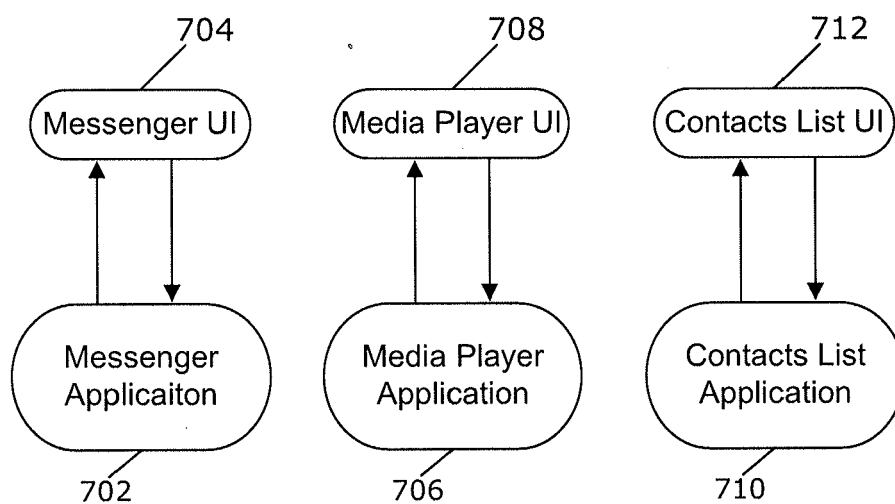 704
708
712
Messenger UI
Media Player UI
Contacts List UI
Messenger
Applicaiton
Media Player
Application
Contacts List
Application
702
706
710